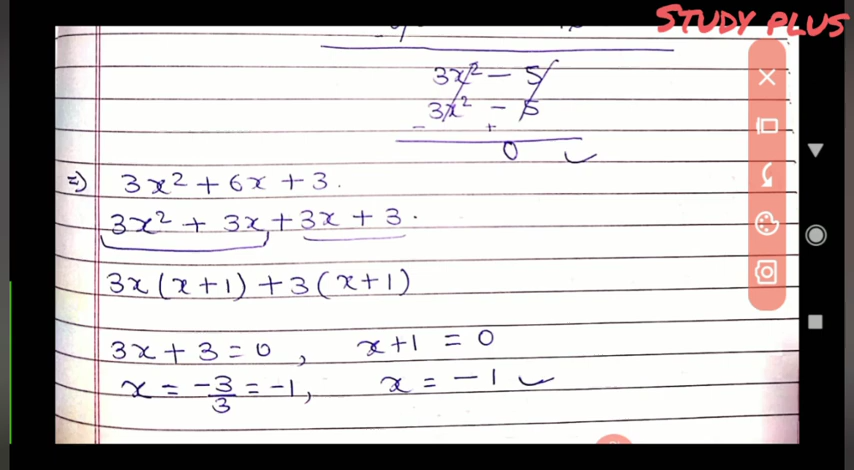 STUDY PLUS
3x² - 5
3x² - 5
- +
0
⇒) 3x² + 6x + 3.
3x² + 3x + 3x + 3.
3x(x+1) + 3(x+1)
3x + 3 = 0, x+1 = 0
x = -3/3 = -1, x = -1